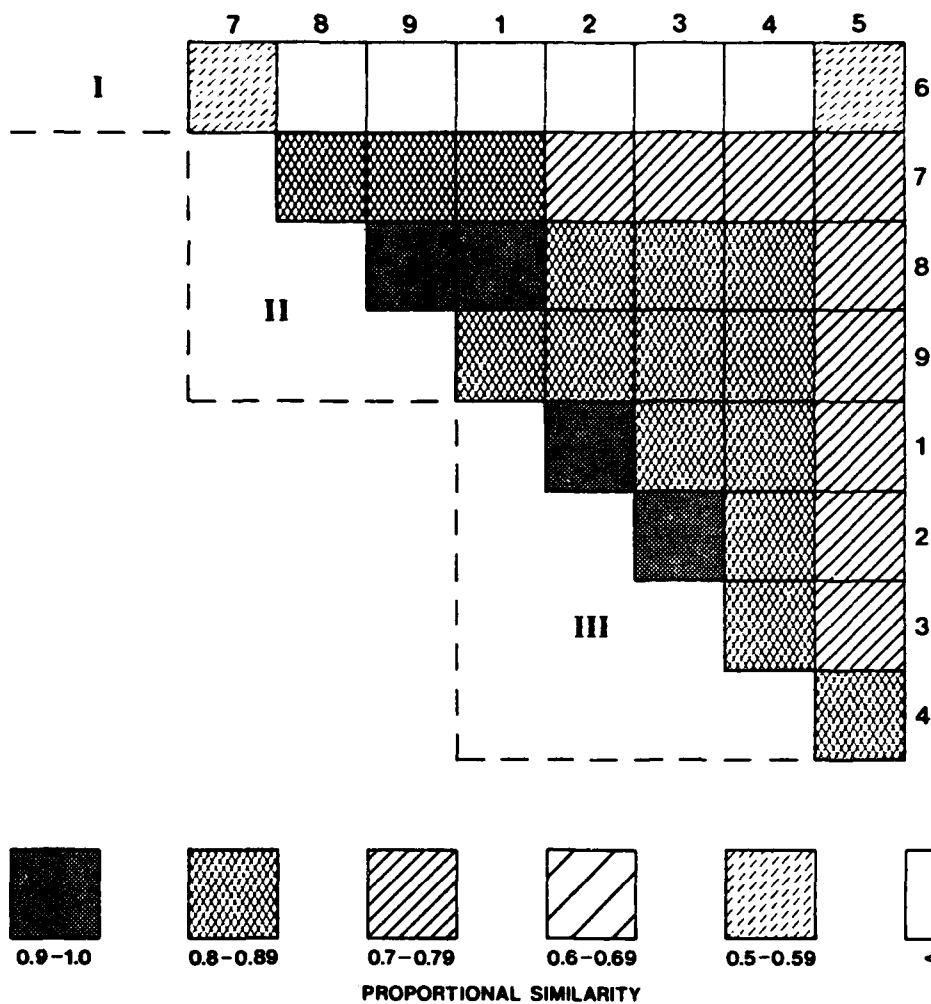 7 8 9 1 2 3 4 5
I 6
7
8
II
9
1
2
III 3
4
0.9-1.0 0.8-0.89 0.7-0.79 0.6-0.69 0.5-0.59 <
PROPORTIONAL SIMILARITY